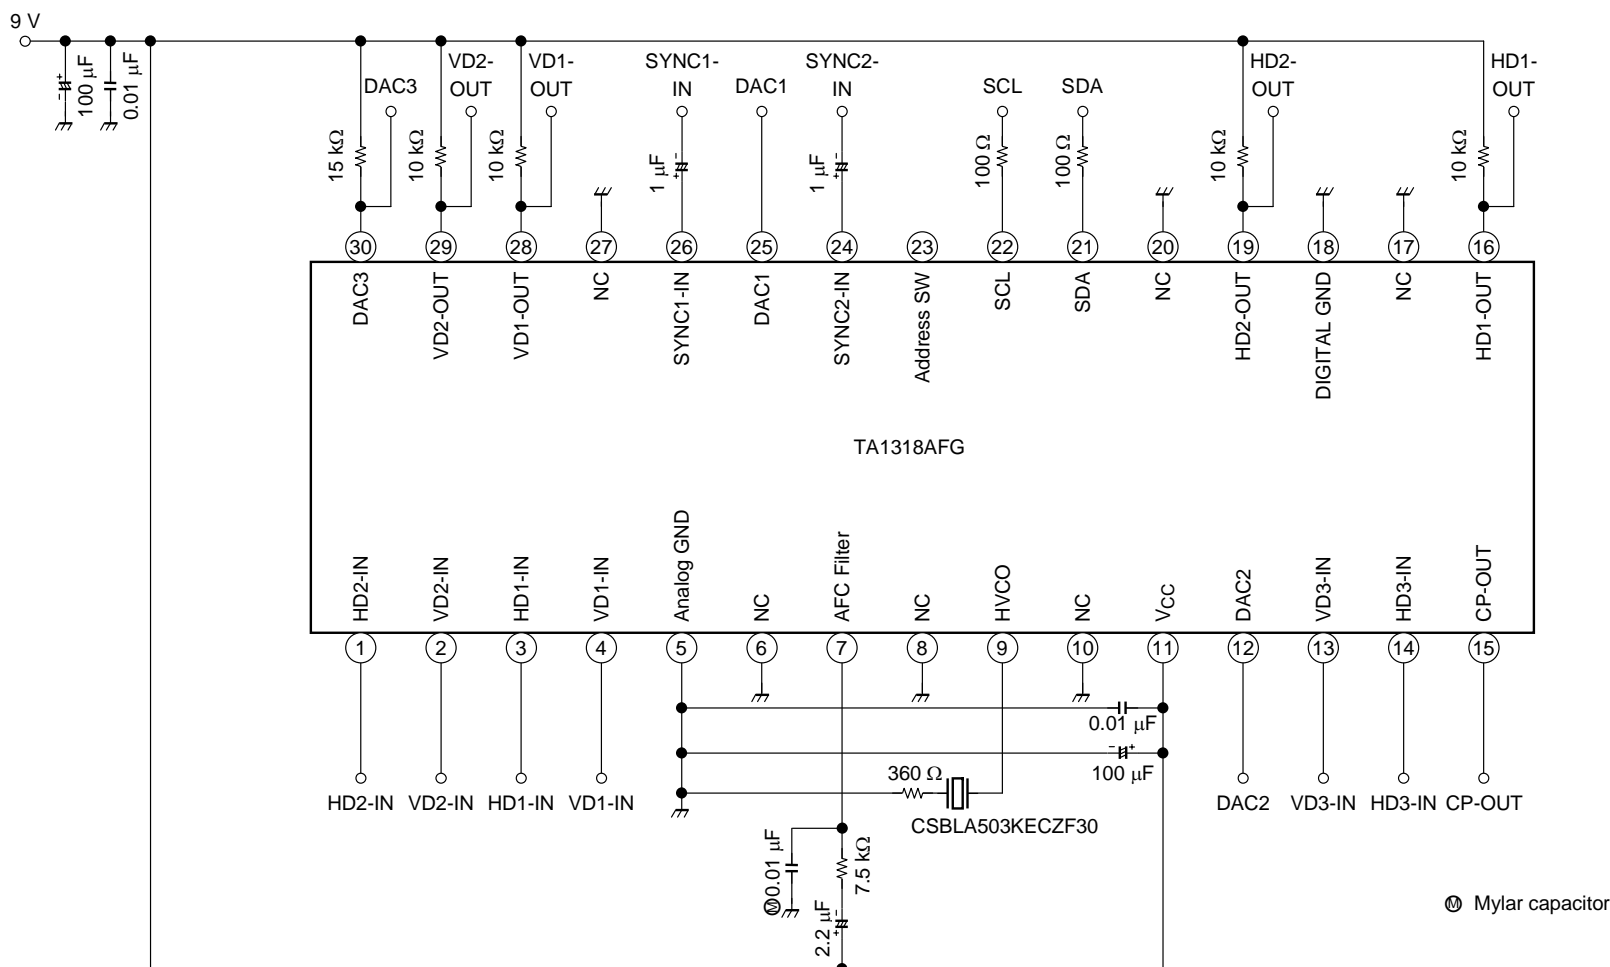 9 V
100 μF
0.01 μF
DAC3
VD2-
OUT
VD1-
OUT
SYNC1-
IN
DAC1
SYNC2-
IN
SCL
SDA
HD2-
OUT
HD1-
OUT
15 kΩ
10 kΩ
10 kΩ
1 μF
1 μF
100 Ω
100 Ω
10 kΩ
10 kΩ
30
29
28
27
26
25
24
23
22
21
20
19
18
17
16
DAC3
VD2-OUT
VD1-OUT
NC
SYNC1-IN
DAC1
SYNC2-IN
Address SW
SCL
SDA
NC
HD2-OUT
DIGITAL GND
NC
HD1-OUT
TA1318AFG
HD2-IN
VD2-IN
HD1-IN
VD1-IN
Analog GND
NC
AFC Filter
NC
HVCO
NC
VCC
DAC2
VD3-IN
HD3-IN
CP-OUT
1
2
3
4
5
6
7
8
9
10
11
12
13
14
15
0.01 μF
100 μF
360 Ω
CSBLA503KECZF30
HD2-IN
VD2-IN
HD1-IN
VD1-IN
DAC2
VD3-IN
HD3-IN
CP-OUT
Ⓜ0.01 μF
7.5 kΩ
2.2 μF
Ⓜ Mylar capacitor